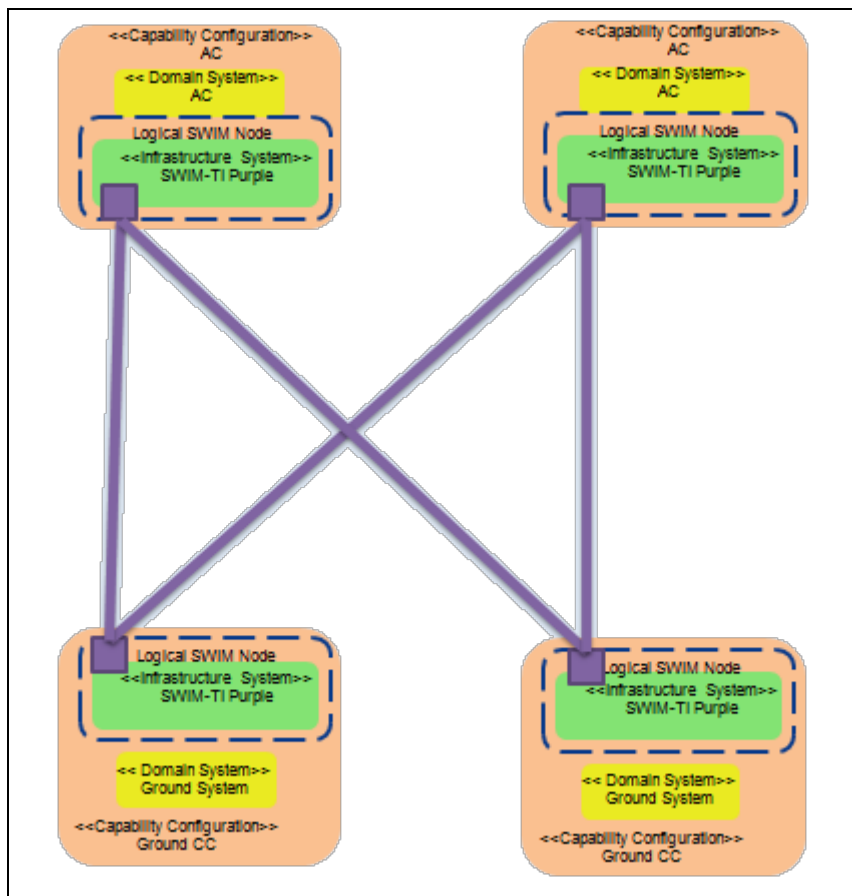 <<Capability Configuration>>
AC
<< Domain System>>
AC
Logical SWIM Node
<<Infrastructure System>>
SWIM-TI Purple
<<Capability Configuration>>
AC
<< Domain System>>
AC
Logical SWIM Node
<<Infrastructure System>>
SWIM-TI Purple
Logical SWIM Node
<<Infrastructure System>>
SWIM-TI Purple
<< Domain System>>
Ground System
<<Capability Configuration>>
Ground CC
Logical SWIM Node
<<Infrastructure System>>
SWIM-TI Purple
<< Domain System>>
Ground System
<<Capability Configuration>>
Ground CC